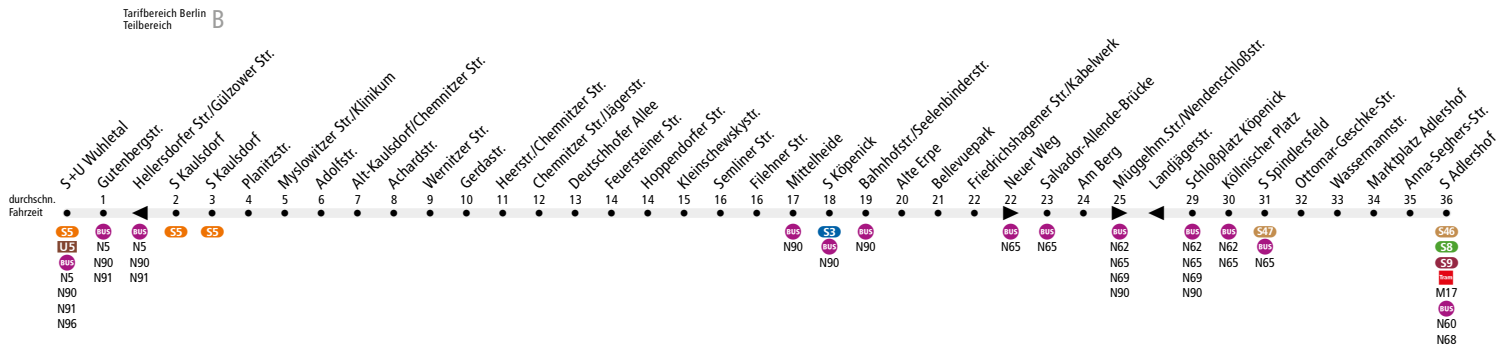 Tarifbereich Berlin
Teilbereich B
S+U Wuhletal
Gutenbergstr.
Hellersdorfer Str./Gülzower Str.
S Kaulsdorf
S Kaulsdorf
Planitzstr.
Myslowitzer Str./Klinikum
Adolfstr.
Alt-Kaulsdorf/Chemnitzer Str.
Achardstr.
Wernitzer Str.
Gerdastr.
Heerstr./Chemnitzer Str.
Chemnitzer Str./Jägerstr.
Deutschhofer Allee
Feuersteiner Str.
Hoppendorfer Str.
Kleinschewskystr.
Semliner Str.
Filehner Str.
Mittelheide
S Köpenick
Bahnhofstr./Seelenbinderstr.
Alte Erpe
Bellevuepark
Friedrichshagener Str./Kabelwerk
Neuer Weg
Salvador-Allende-Brücke
Am Berg
Müggelhm.Str./Wendenschloßstr.
Landjägerstr.
Schloßplatz Köpenick
Kölnischer Platz
S Spindlersfeld
Ottomar-Geschke-Str.
Wassermannstr.
Marktplatz Adlershof
Anna-Seghers-Str.
S Adlershof
durchschn.
Fahrzeit
1 2 3 4 5 6 7 8 9 10 11 12 13 14 14 15 16 16 17 18 19 20 21 22 22 23 24 25 29 30 31 32 33 34 35 36
S5
U5
BUS
N5
N90
N91
N96
BUS
N5
N90
N91
BUS
N5
N90
N91
S5
S5
BUS
N90
S3
BUS
N90
BUS
N90
BUS
N65
BUS
N65
BUS
N62
N65
N69
N90
BUS
N62
N65
N69
N90
BUS
N62
N65
S47
BUS
N65
S46
S8
S9
Tram
M17
BUS
N60
N68